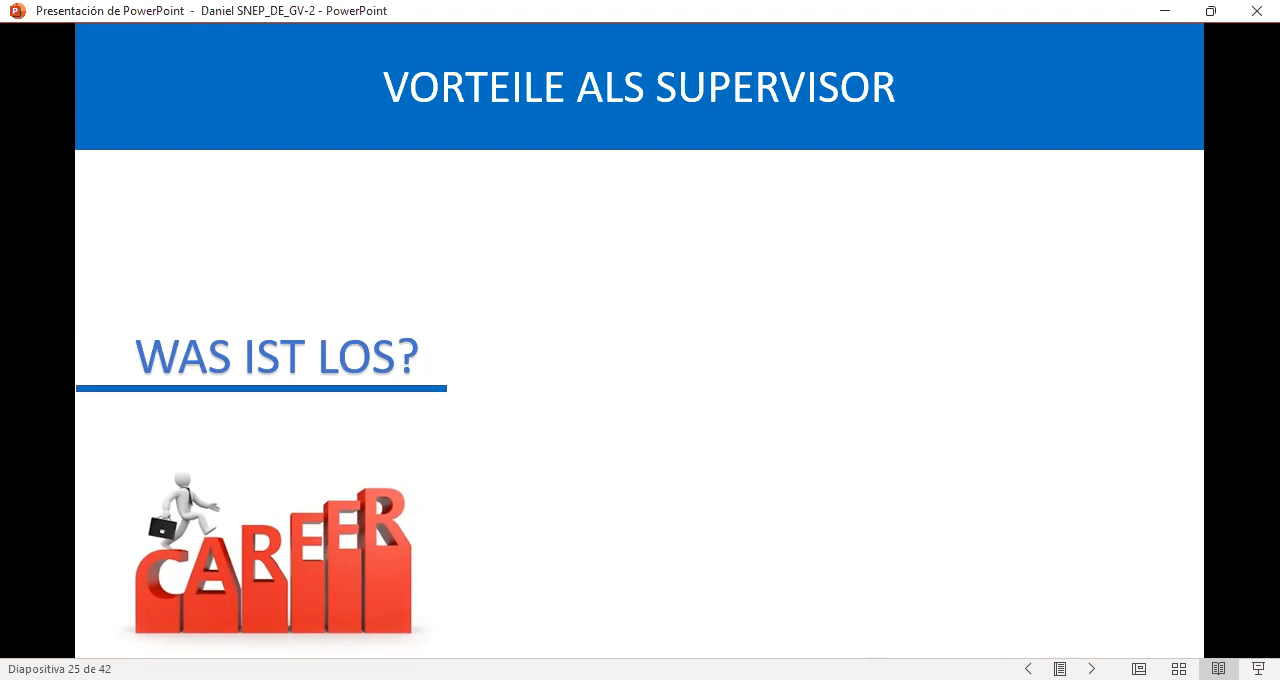 Presentación de PowerPoint - Daniel SNEP_DE_GV-2 - PowerPoint
VORTEILE ALS SUPERVISOR
WAS IST LOS?
CAREER
Diapositiva 25 de 42